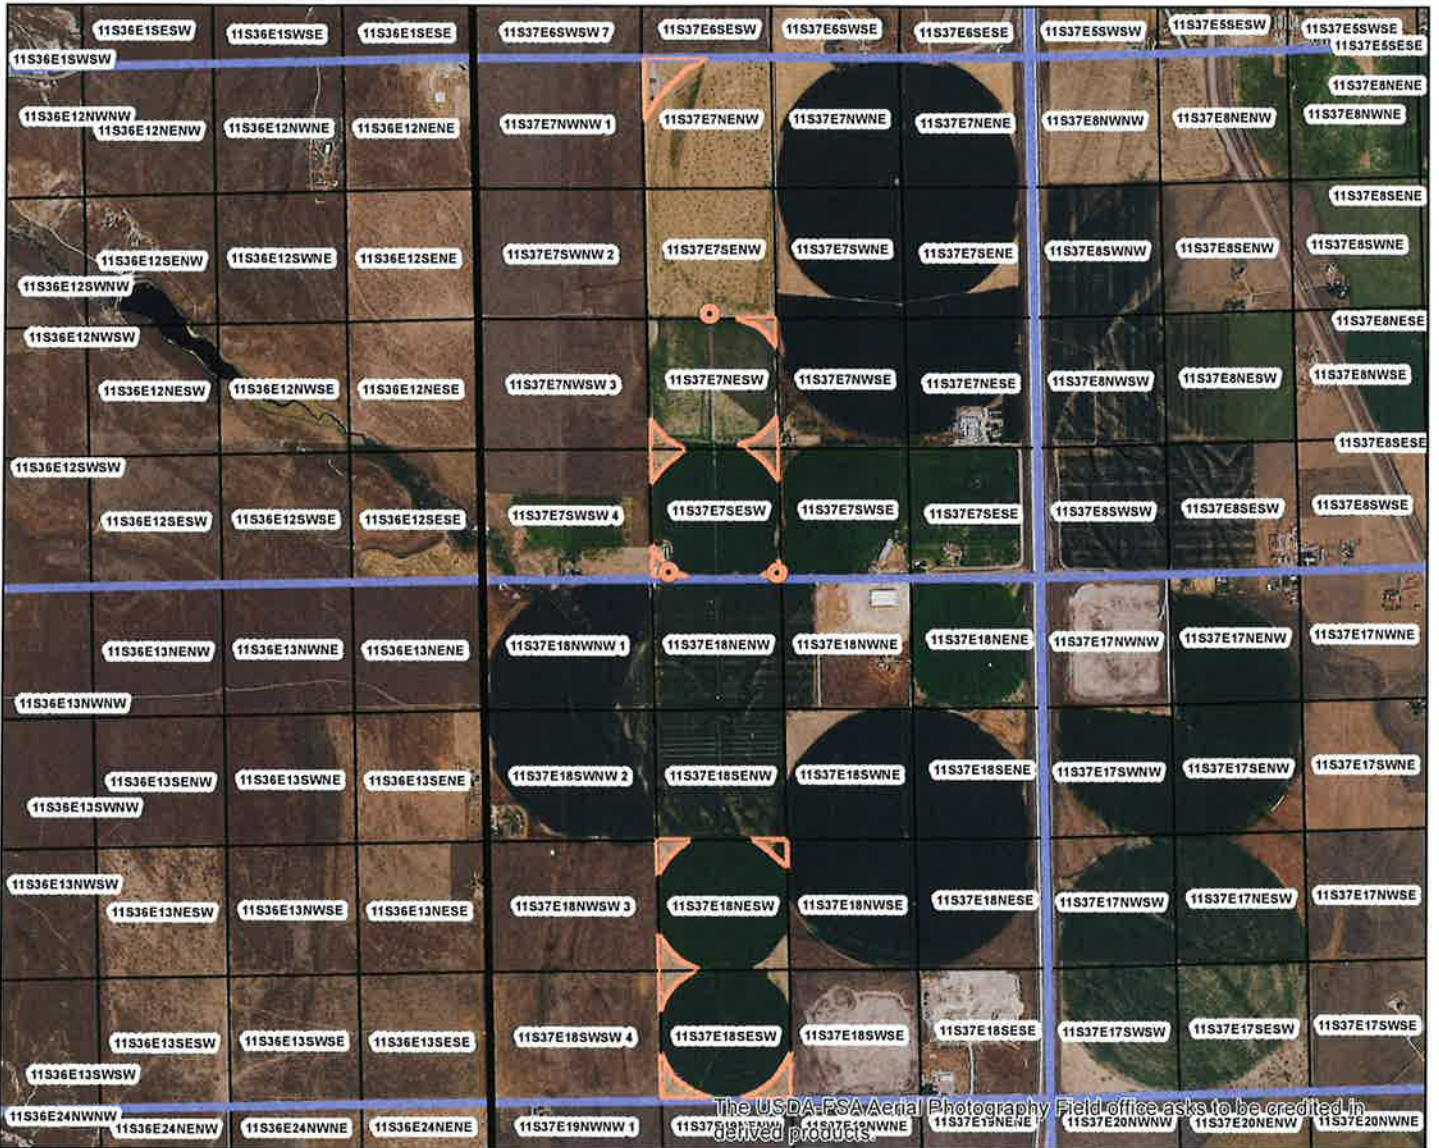 11S36E1SESW
11S36E1SWSE
11S36E1SESE
11S37E6SWSW 7
11S37E6SESW
11S37E6SWSE
11S37E6SESE
11S37E5SWSW
11S37E5SESW
11S37E5SWSE
11S37E5SESE
11S36E1SWSW
11S36E12NWNW
11S36E12NENW
11S36E12NWNE
11S36E12NENE
11S37E7NWNW 1
11S37E7NENW
11S37E7NWNE
11S37E7NENE
11S37E8NWNW
11S37E8NENW
11S37E8NWNE
11S37E8NENE
11S37E8SENE
11S36E12SENW
11S36E12SWNE
11S36E12SENE
11S37E7SWNW 2
11S37E7SENW
11S37E7SWNE
11S37E7SENE
11S37E8SWNW
11S37E8SENW
11S37E8SWNE
11S36E12SWNW
11S37E8NESE
11S36E12NWSW
11S36E12NESW
11S36E12NWSE
11S36E12NESE
11S37E7NWSW 3
11S37E7NESW
11S37E7NWSE
11S37E7NESE
11S37E8NWSW
11S37E8NESW
11S37E8NWSE
11S37E8SESE
11S36E12SWSW
11S36E12SESW
11S36E12SWSE
11S36E12SESE
11S37E7SWSW 4
11S37E7SESW
11S37E7SWSE
11S37E7SESE
11S37E8SWSW
11S37E8SESW
11S37E8SWSE
11S36E13NENW
11S36E13NWNE
11S36E13NENE
11S37E18NWNW 1
11S37E18NENW
11S37E18NWNE
11S37E18NENE
11S37E17NWNW
11S37E17NENW
11S37E17NWNE
11S36E13NWNW
11S36E13SENW
11S36E13SWNE
11S36E13SENE
11S37E18SWNW 2
11S37E18SENW
11S37E18SWNE
11S37E18SENE
11S37E17SWNW
11S37E17SENW
11S37E17SWNE
11S36E13SWNW
11S36E13NWSW
11S36E13NESW
11S36E13NWSE
11S36E13NESE
11S37E18NWSW 3
11S37E18NESW
11S37E18NWSE
11S37E18NESE
11S37E17NWSW
11S37E17NESW
11S37E17NWSE
11S36E13SESW
11S36E13SWSE
11S36E13SESE
11S37E18SWSW 4
11S37E18SESW
11S37E18SWSE
11S37E18SESE
11S37E17SWSW
11S37E17SESW
11S37E17SWSE
11S36E13SWSW
The USDA-FSA Aerial Photography Field office asks to be credited in
derived products.
11S36E24NWNW
11S36E24NENW
11S36E24NWNE
11S36E24NENE
11S37E19NWNW 1
11S37E19NWNE
11S37E19NENE
11S37E20NWNW
11S37E20NENW
11S37E20NWNE